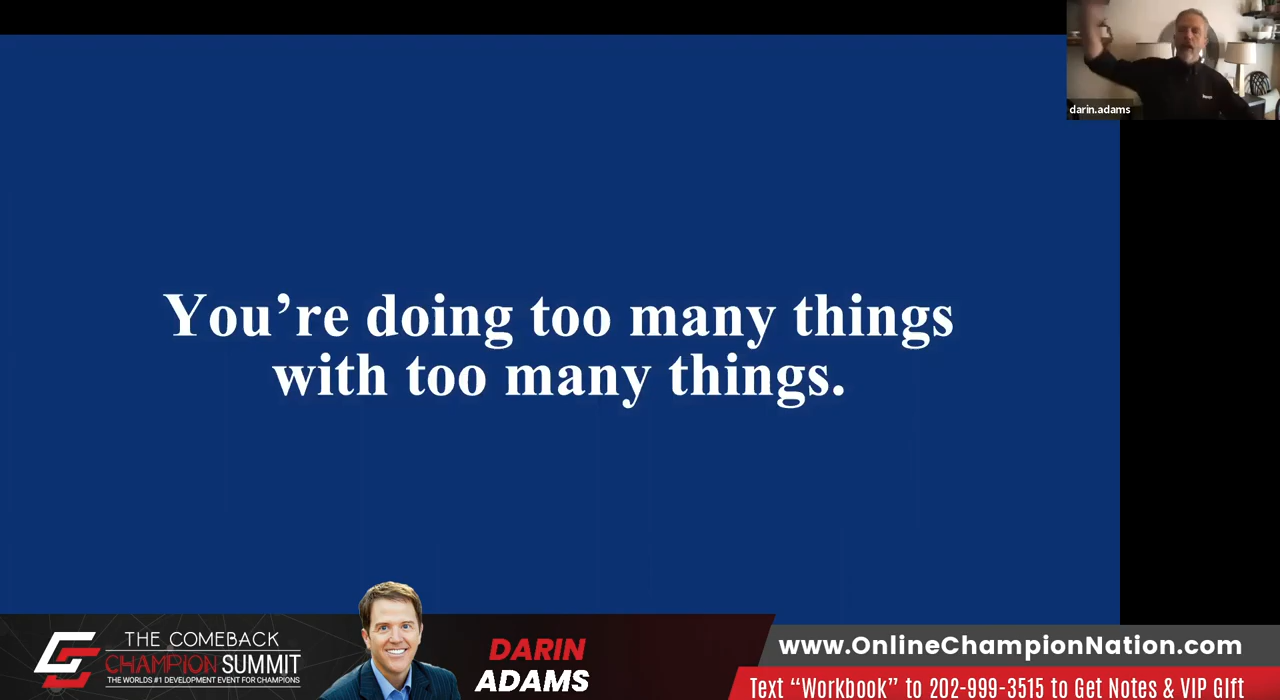 darin.adams
You’re doing too many things
with too many things.
THE COMEBACK
CHAMPION SUMMIT
THE WORLDS #1 DEVELOPMENT EVENT FOR CHAMPIONS
DARIN
ADAMS
www.OnlineChampionNation.com
Text “Workbook” to 202-999-3515 to Get Notes & VIP GIft